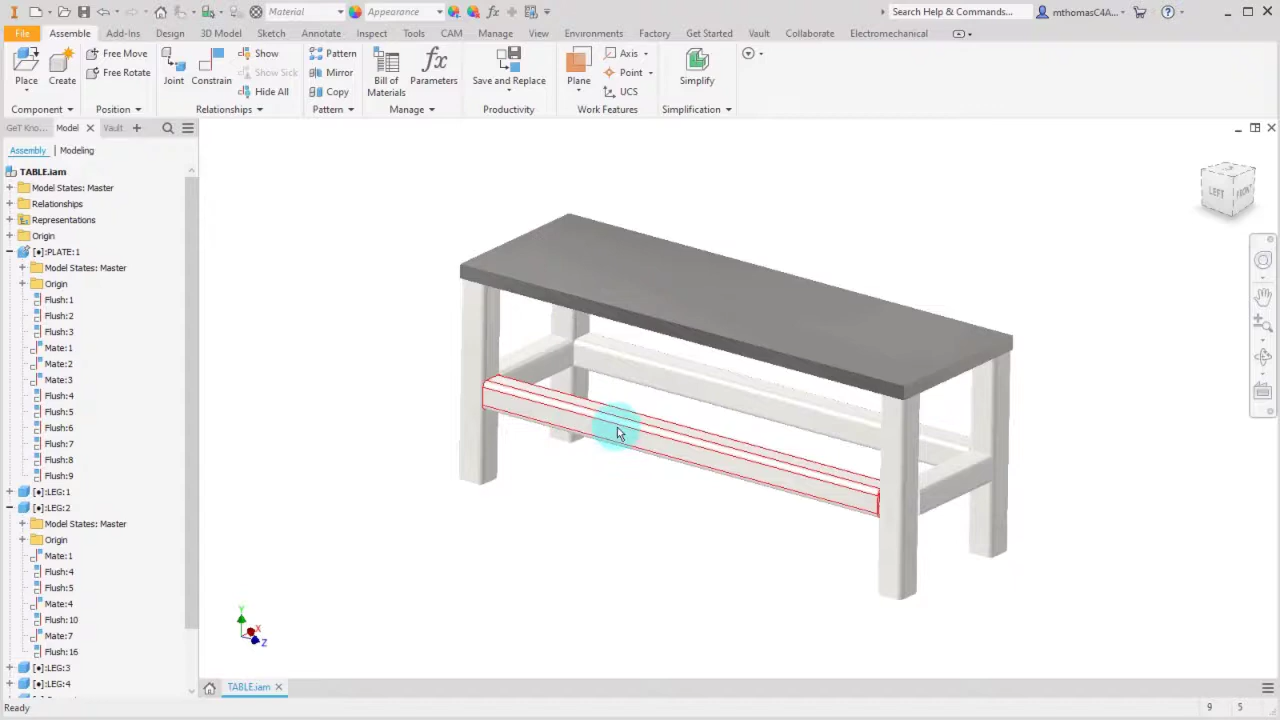 Material
Appearance
fx
Search Help & Commands...
mthomasC4A...
File
Assemble
Add-Ins
Design
3D Model
Sketch
Annotate
Inspect
Tools
CAM
Manage
View
Environments
Factory
Get Started
Vault
Collaborate
Electromechanical
Place
Create
Free Move
Free Rotate
Joint
Constrain
Show
Show Sick
Hide All
Pattern
Mirror
Copy
Bill of
Materials
fx
Parameters
Save and Replace
Plane
Axis
Point
UCS
Simplify
Component
Position
Relationships
Pattern
Manage
Productivity
Work Features
Simplification
GeT Kno...
Model
Vault
Assembly
Modeling
TABLE.iam
Model States: Master
Relationships
Representations
Origin
[●]:PLATE:1
Model States: Master
Origin
Flush:1
Flush:2
Flush:3
Mate:1
Mate:2
Mate:3
Flush:4
Flush:5
Flush:6
Flush:7
Flush:8
Flush:9
[●]:LEG:1
[●]:LEG:2
Model States: Master
Origin
Mate:1
Flush:4
Flush:5
Mate:4
Flush:10
Mate:7
Flush:16
[●]:LEG:3
[●]:LEG:4
LEFT
FRONT
Y
X
Z
TABLE.iam
Ready
9
5